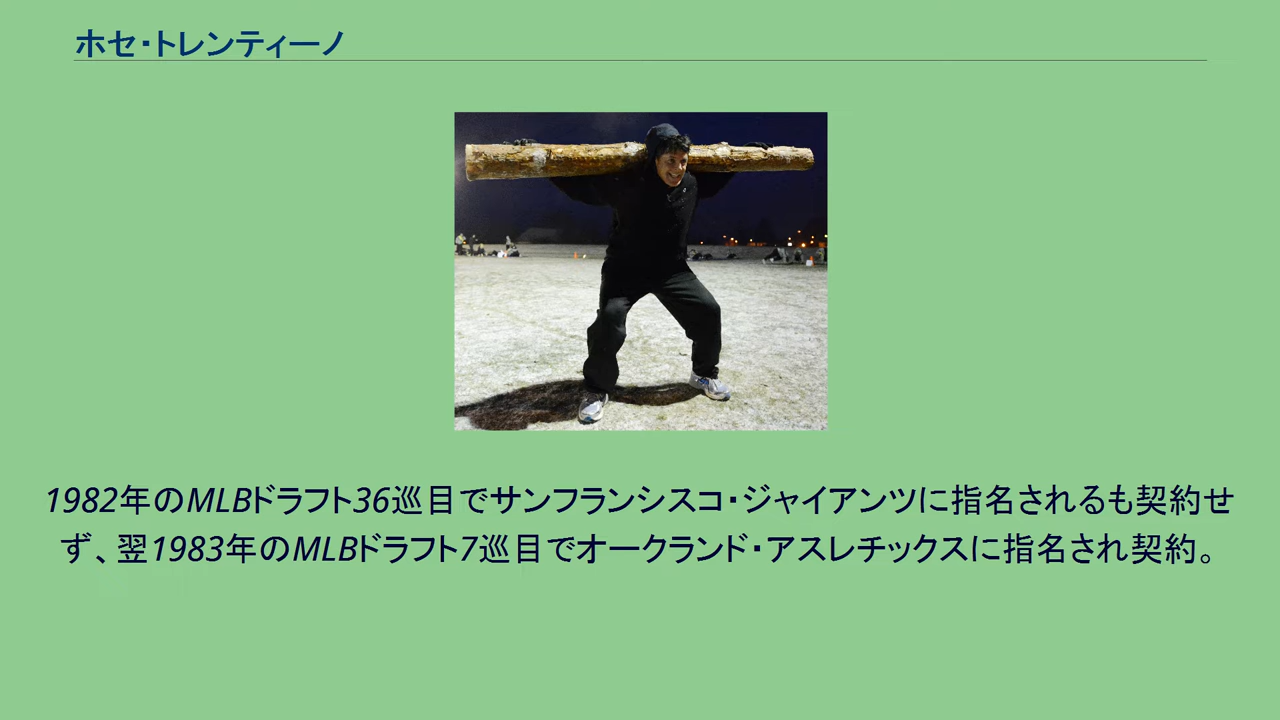 ホセ・トレンティーノ
1982年のMLBドラフト36巡目でサンフランシスコ・ジャイアンツに指名されるも契約せ
ず、翌1983年のMLBドラフト7巡目でオークランド・アスレチックスに指名され契約。